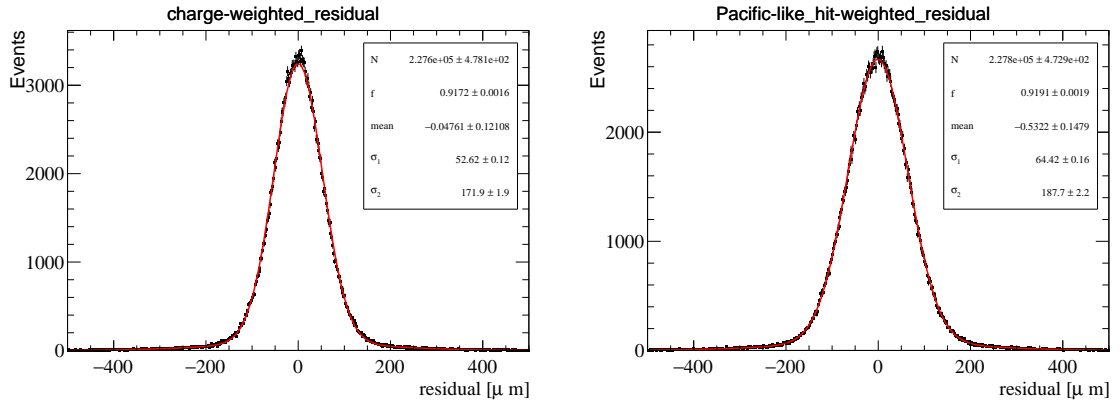 charge-weighted_residual
Events
3000
2000
1000
0
−400 −200 0 200 400
residual [μ m]
N 2.276e+05 ± 4.781e+02
f 0.9172 ± 0.0016
mean −0.04761 ± 0.12108
σ1 52.62 ± 0.12
σ2 171.9 ± 1.9
Pacific-like_hit-weighted_residual
Events
2000
1000
0
−400 −200 0 200 400
residual [μ m]
N 2.278e+05 ± 4.729e+02
f 0.9191 ± 0.0019
mean −0.5322 ± 0.1479
σ1 64.42 ± 0.16
σ2 187.7 ± 2.2